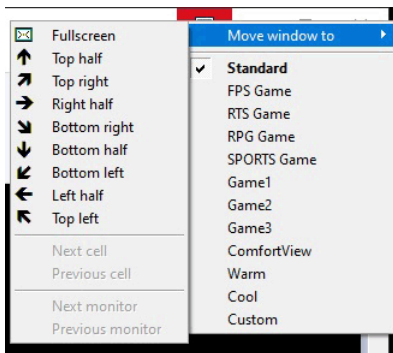 Fullscreen
Top half
Top right
Right half
Bottom right
Bottom half
Bottom left
Left half
Top left
Next cell
Previous cell
Next monitor
Previous monitor
Move window to
Standard
FPS Game
RTS Game
RPG Game
SPORTS Game
Game1
Game2
Game3
ComfortView
Warm
Cool
Custom